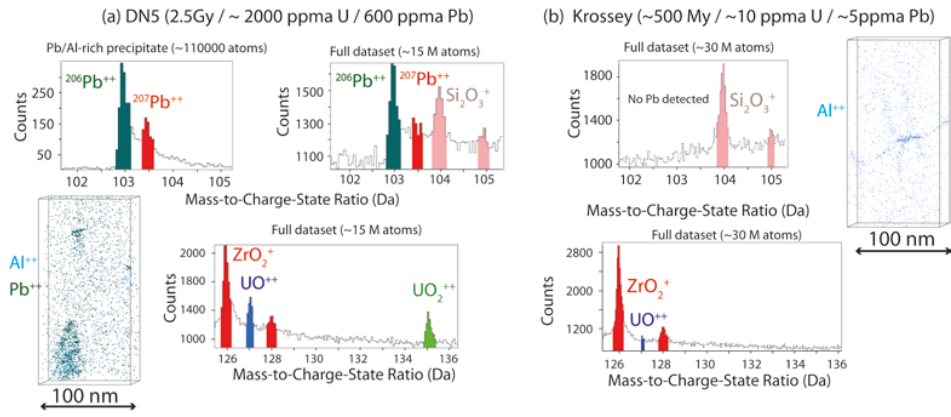 (a) DN5 (2.5Gy / ~ 2000 ppma U / 600 ppma Pb)
Pb/Al-rich precipitate (~110000 atoms)
Counts
250
150
50
²⁰⁶Pb⁺⁺
²⁰⁷Pb⁺⁺
102 103 104 105
Full dataset (~15 M atoms)
Counts
1500
1300
1100
²⁰⁶Pb⁺⁺
²⁰⁷Pb⁺⁺
Si₂O₃⁺
102 103 104 105
Mass-to-Charge-State Ratio (Da)
Al⁺⁺
Pb⁺⁺
100 nm
Full dataset (~15 M atoms)
Counts
2000
1800
1400
1000
ZrO₂⁺
UO⁺⁺
UO₂⁺⁺
126 128 130 132 134 136
Mass-to-Charge-State Ratio (Da)
(b) Krossey (~500 My / ~10 ppma U / ~5ppma Pb)
Full dataset (~30 M atoms)
Counts
1800
1400
1000
No Pb detected
Si₂O₃⁺
102 103 104 105
Mass-to-Charge-State Ratio (Da)
Al⁺⁺
100 nm
Full dataset (~30 M atoms)
Counts
2800
2000
1200
ZrO₂⁺
UO⁺⁺
126 128 130 132 134 136
Mass-to-Charge-State Ratio (Da)